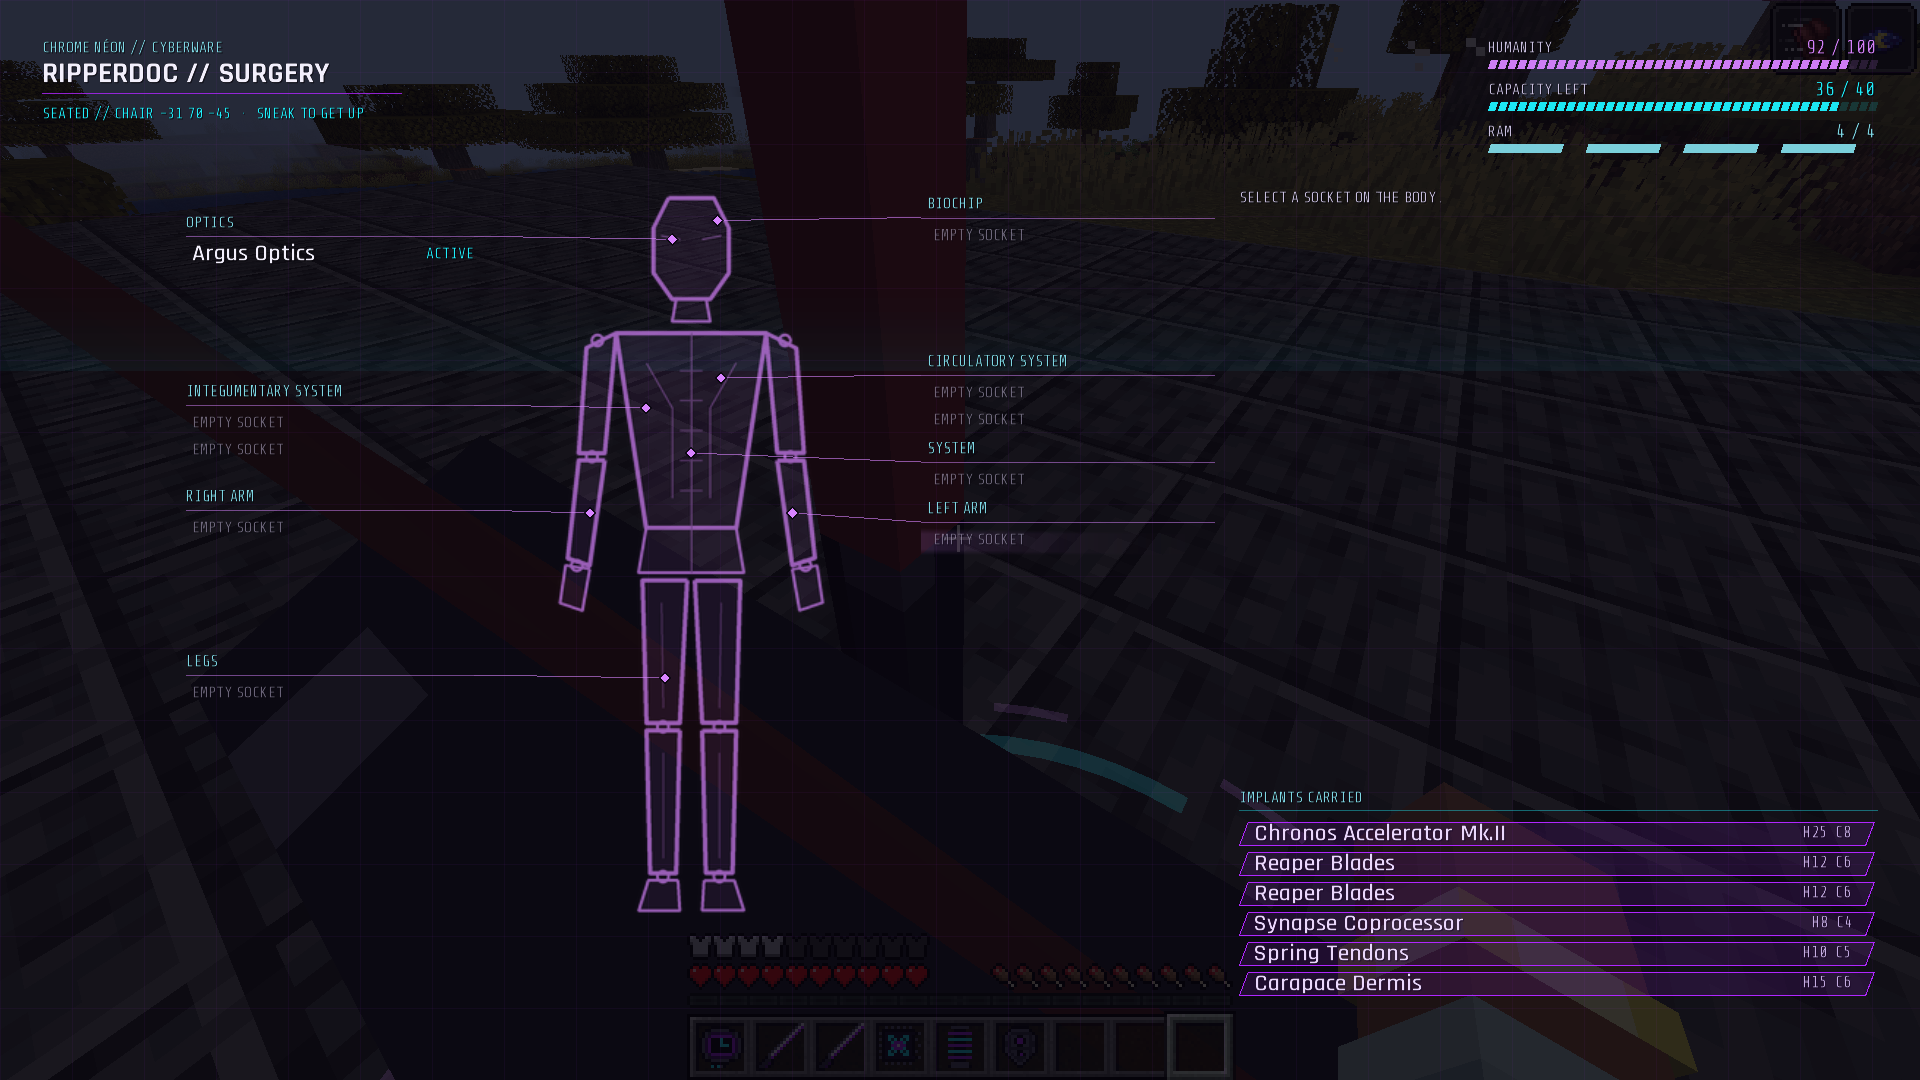 CHROME NÉON // CYBERWARE
RIPPERDOC // SURGERY
SEATED // CHAIR -31 70 -45 · SNEAK TO GET UP
HUMANITY 92 / 100
CAPACITY LEFT 36 / 40
RAM 4 / 4
OPTICS
Argus Optics ACTIVE
BIOCHIP
EMPTY SOCKET
SELECT A SOCKET ON THE BODY.
INTEGUMENTARY SYSTEM
EMPTY SOCKET
EMPTY SOCKET
CIRCULATORY SYSTEM
EMPTY SOCKET
EMPTY SOCKET
SYSTEM
EMPTY SOCKET
RIGHT ARM
EMPTY SOCKET
LEFT ARM
EMPTY SOCKET
LEGS
EMPTY SOCKET
IMPLANTS CARRIED
Chronos Accelerator Mk.II H25 C8
Reaper Blades H12 C6
Reaper Blades H12 C6
Synapse Coprocessor H8 C4
Spring Tendons H10 C5
Carapace Dermis H15 C6